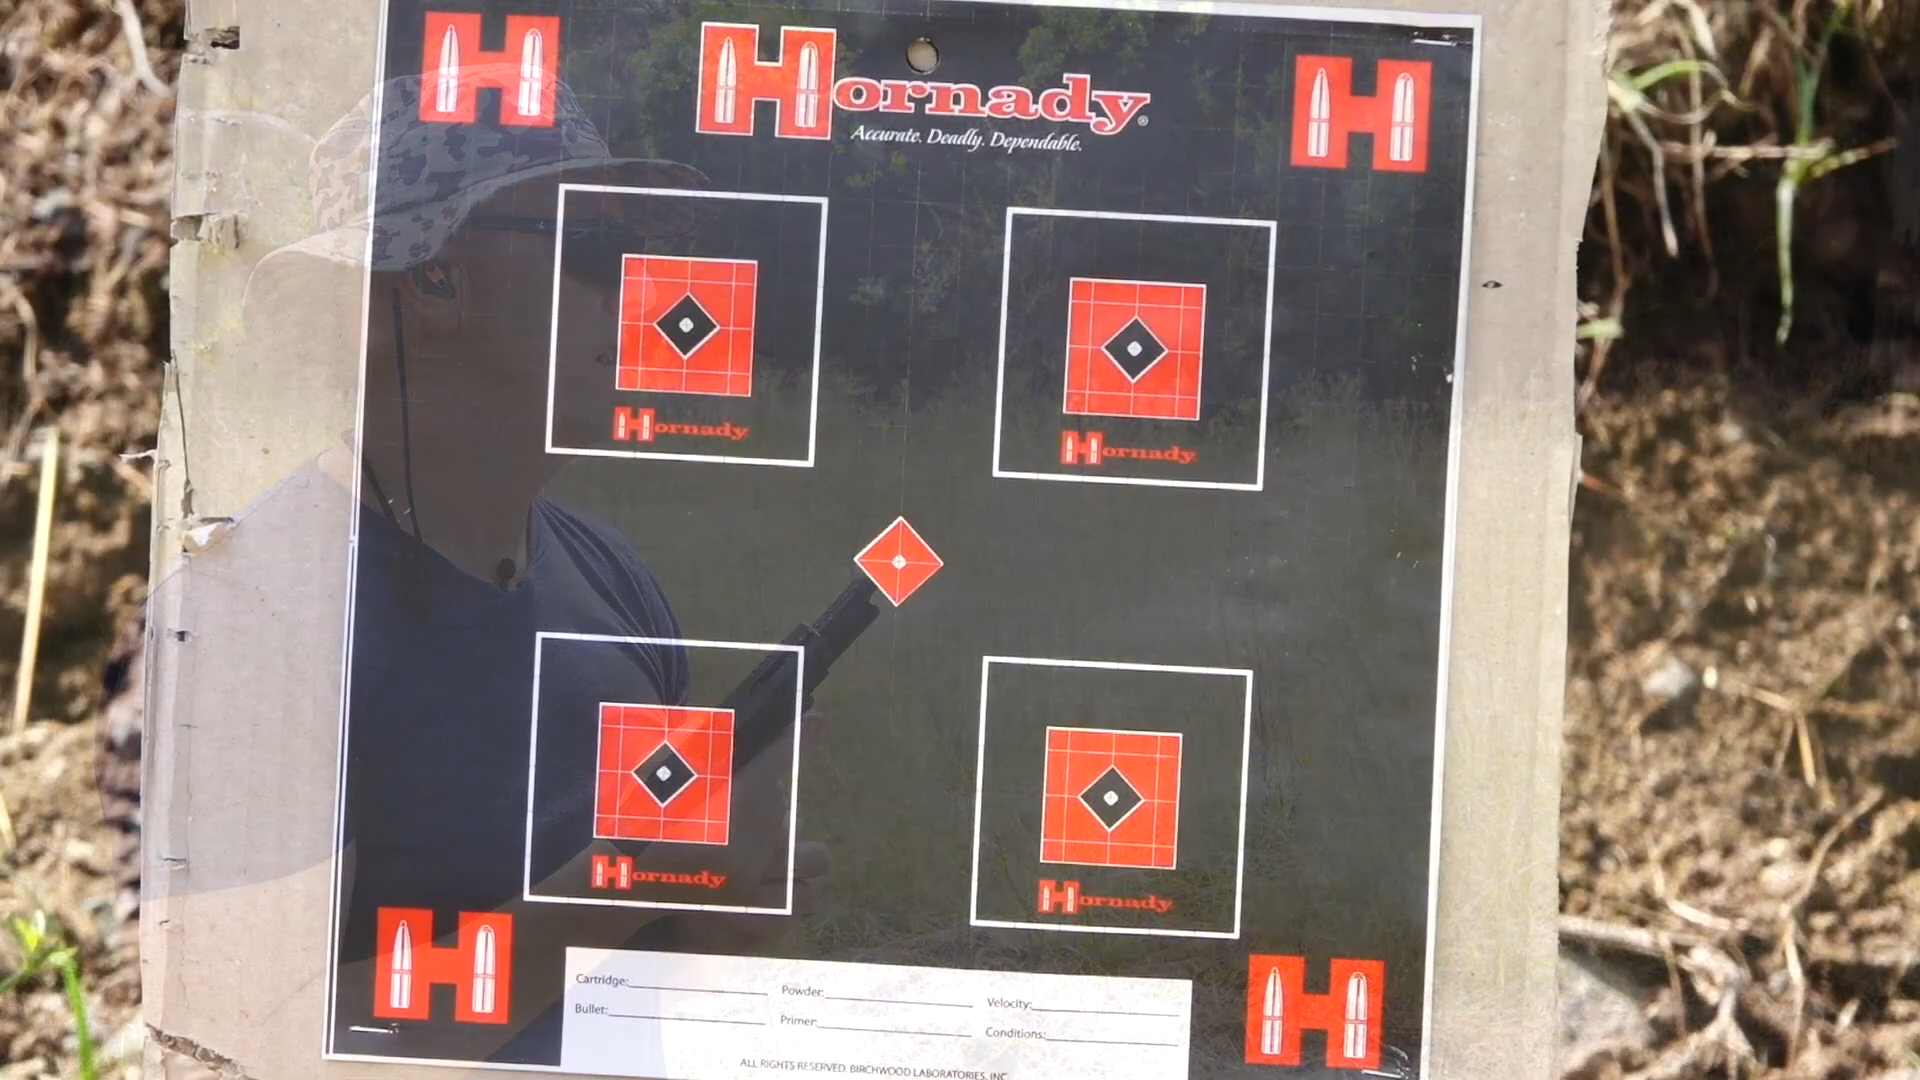 Hornady®
Accurate. Deadly. Dependable.
Hornady
Hornady
Hornady
Hornady
Cartridge: Powder: Velocity:
Bullet: Primer: Conditions:
ALL RIGHTS RESERVED. BIRCHWOOD LABORATORIES, INC.